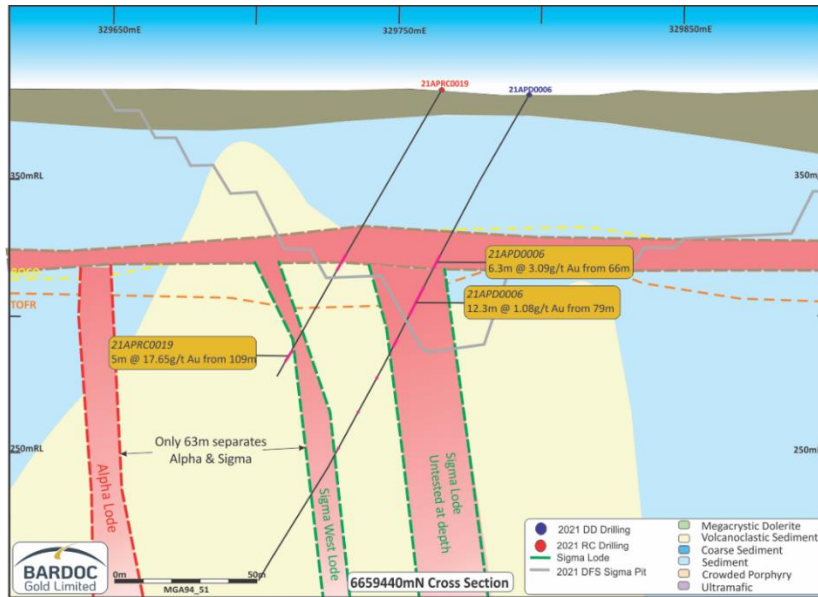 329650mE
329750mE
329850mE
21APRC0019
21APD0006
350mRL
21APD0006
6.3m @ 3.09g/t Au from 66m
TOFR
21APD0006
12.3m @ 1.08g/t Au from 79m
21APRC0019
5m @ 17.65g/t Au from 109m
Only 63m separates
Alpha & Sigma
250mRL
Alpha Lode
Sigma West Lode
Sigma Lode
Untested at depth
2021 DD Drilling
2021 RC Drilling
Sigma Lode
2021 DFS Sigma Pit
Megacrystic Dolerite
Volcanoclastic Sediment
Coarse Sediment
Sediment
Crowded Porphyry
Ultramafic
BARDOC
Gold Limited
0m
50m
MGA94_51
6659440mN Cross Section